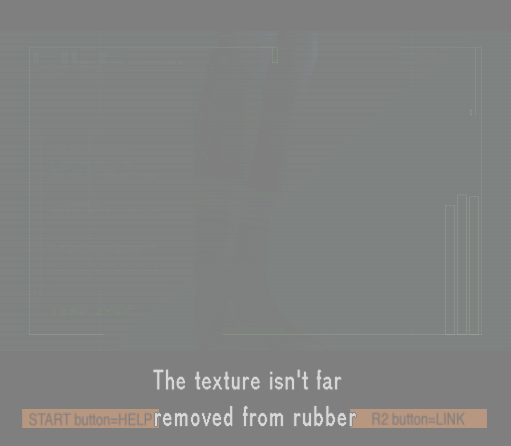 The texture isn't far
removed from rubber
START button=HELP
R2 button=LINK